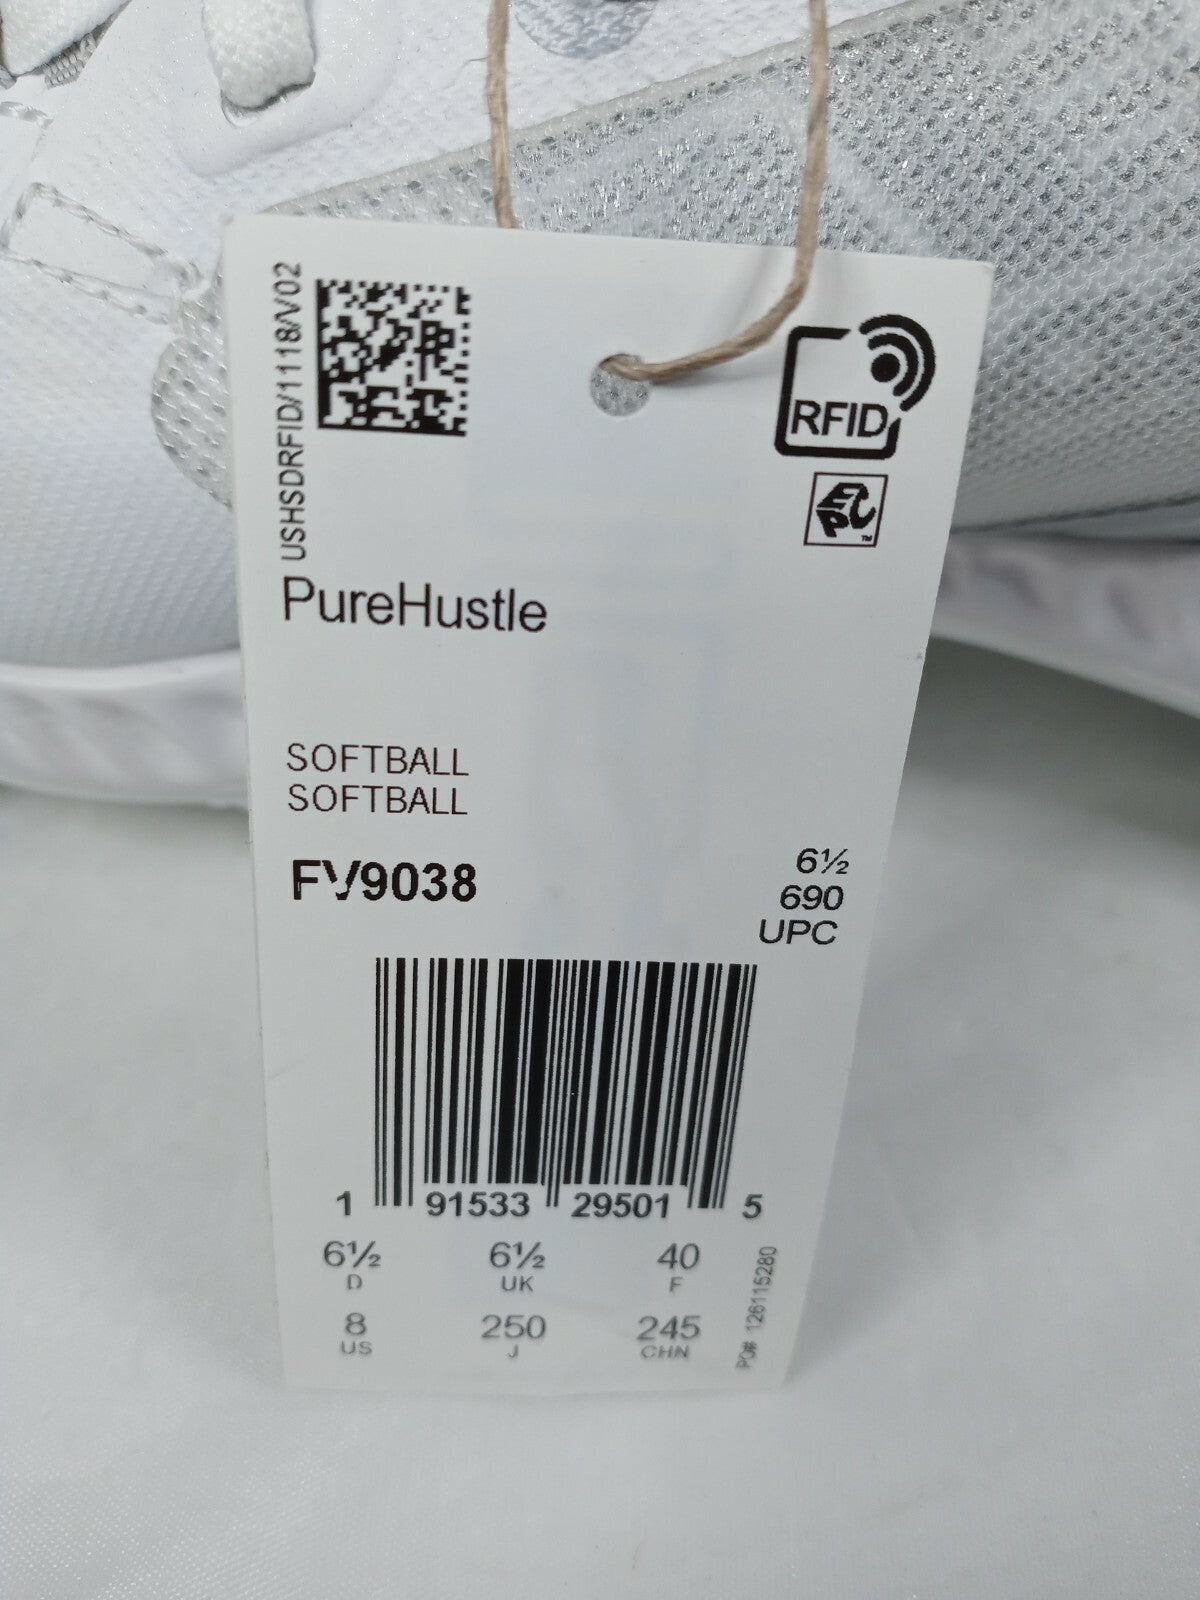 USHSDRFID/1118/V02
RFID
EPC
TM
PureHustle
SOFTBALL
SOFTBALL
FV9038
6½
690
UPC
1 91533 29501 5
6½ 6½ 40
D UK F
8 250 245
US J CHN
PO# 126115280